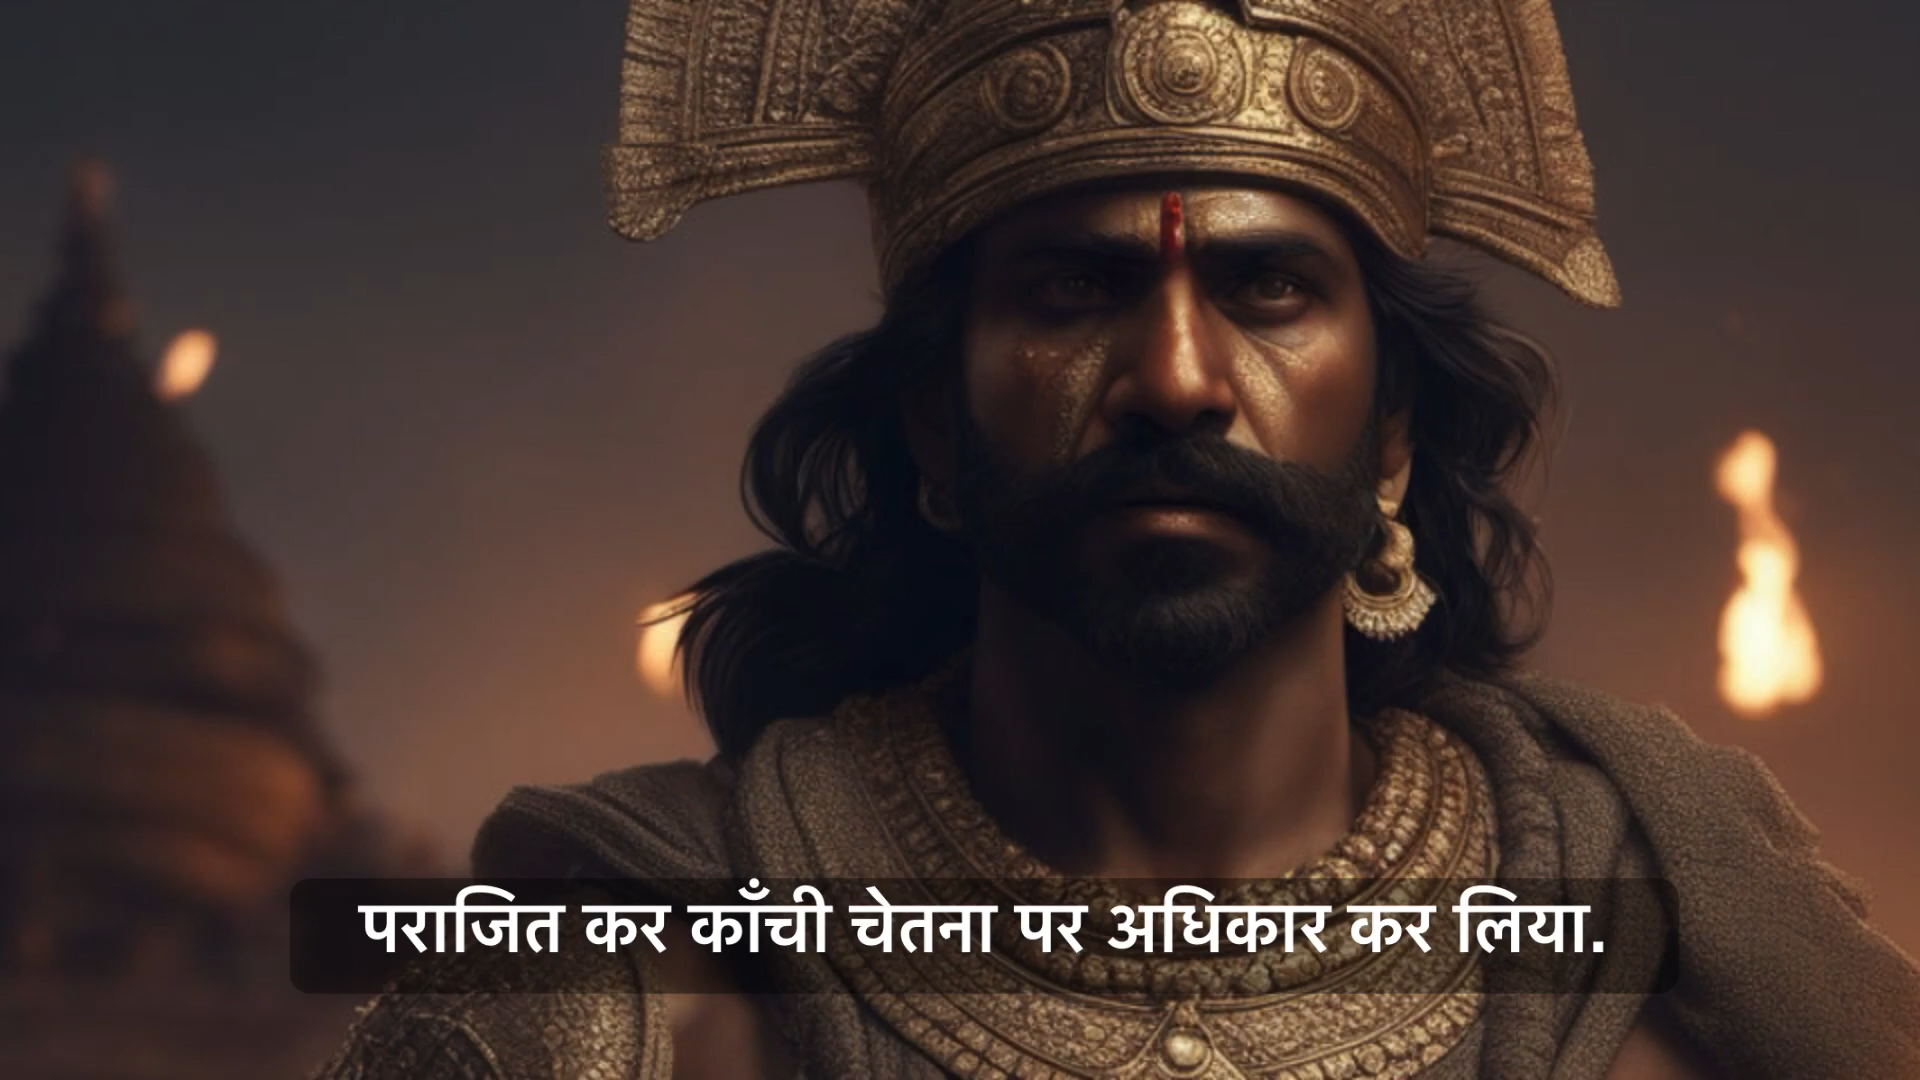 पराजित कर काँची चेतना पर अधिकार कर लिया.